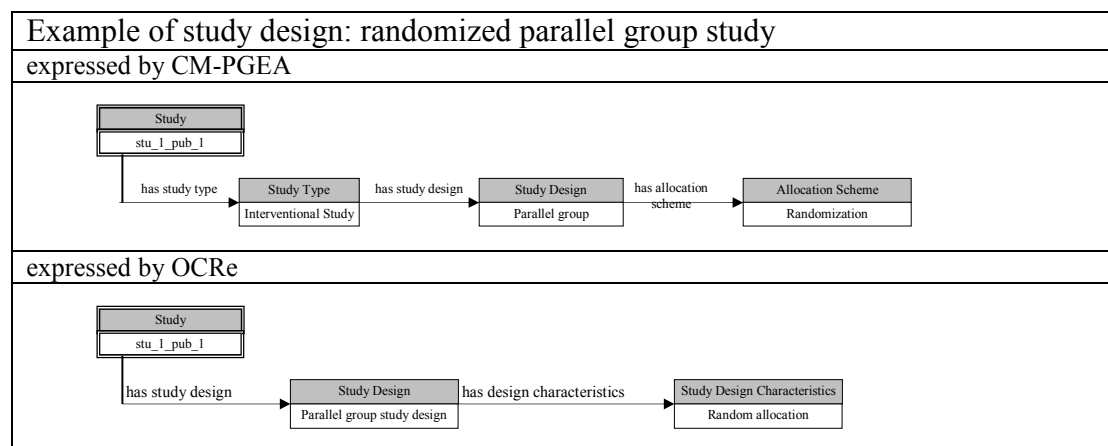 Example of study design: randomized parallel group study
expressed by CM-PGEA
Study
stu_1_pub_1
has study type
Study Type
Interventional Study
has study design
Study Design
Parallel group
has allocation
scheme
Allocation Scheme
Randomization
expressed by OCRe
Study
stu_1_pub_1
has study design
Study Design
Parallel group study design
has design characteristics
Study Design Characteristics
Random allocation